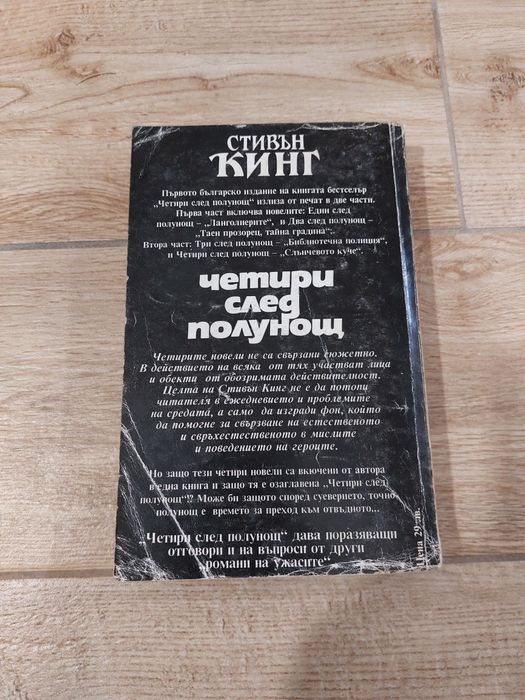 СТИВЪН
КИНГ
Първото българско издание на книгата бестселър
„Четири след полунощ“ излиза от печат в две части.
Първа част включва новелите: Един след
полунощ – „Лангoлиерите“, и Два след полунощ –
„Таен прозорец, тайна градина“.
Втора част: Три след полунощ – „Библиотечна полиция“,
и Четири след полунощ – „Слънчевото куче“.
четири
след
полунощ
Четирите новели не са свързани сюжетно.
В действието на всяка от тях участват лица
и обекти от обозримата действителност.
Целта на Стивън Кинг не е да потопи
читателя в ежедневието и проблемите
на средата, а само да изгради фон, който
да помогне за свързване на естественото
и свръхестественото в мислите
и поведението на героите.
Но защо тези четири новели са включени от автора
в една книга и защо тя е озаглавена „Четири след
полунощ“!? Може би защото според суеверието, точно
полунощ е времето за преход към отвъдното...
Четири след полунощ“ дава поразяващи
отговори и на въпроси от други
„романи на ужасите“
Цена 29 лв.